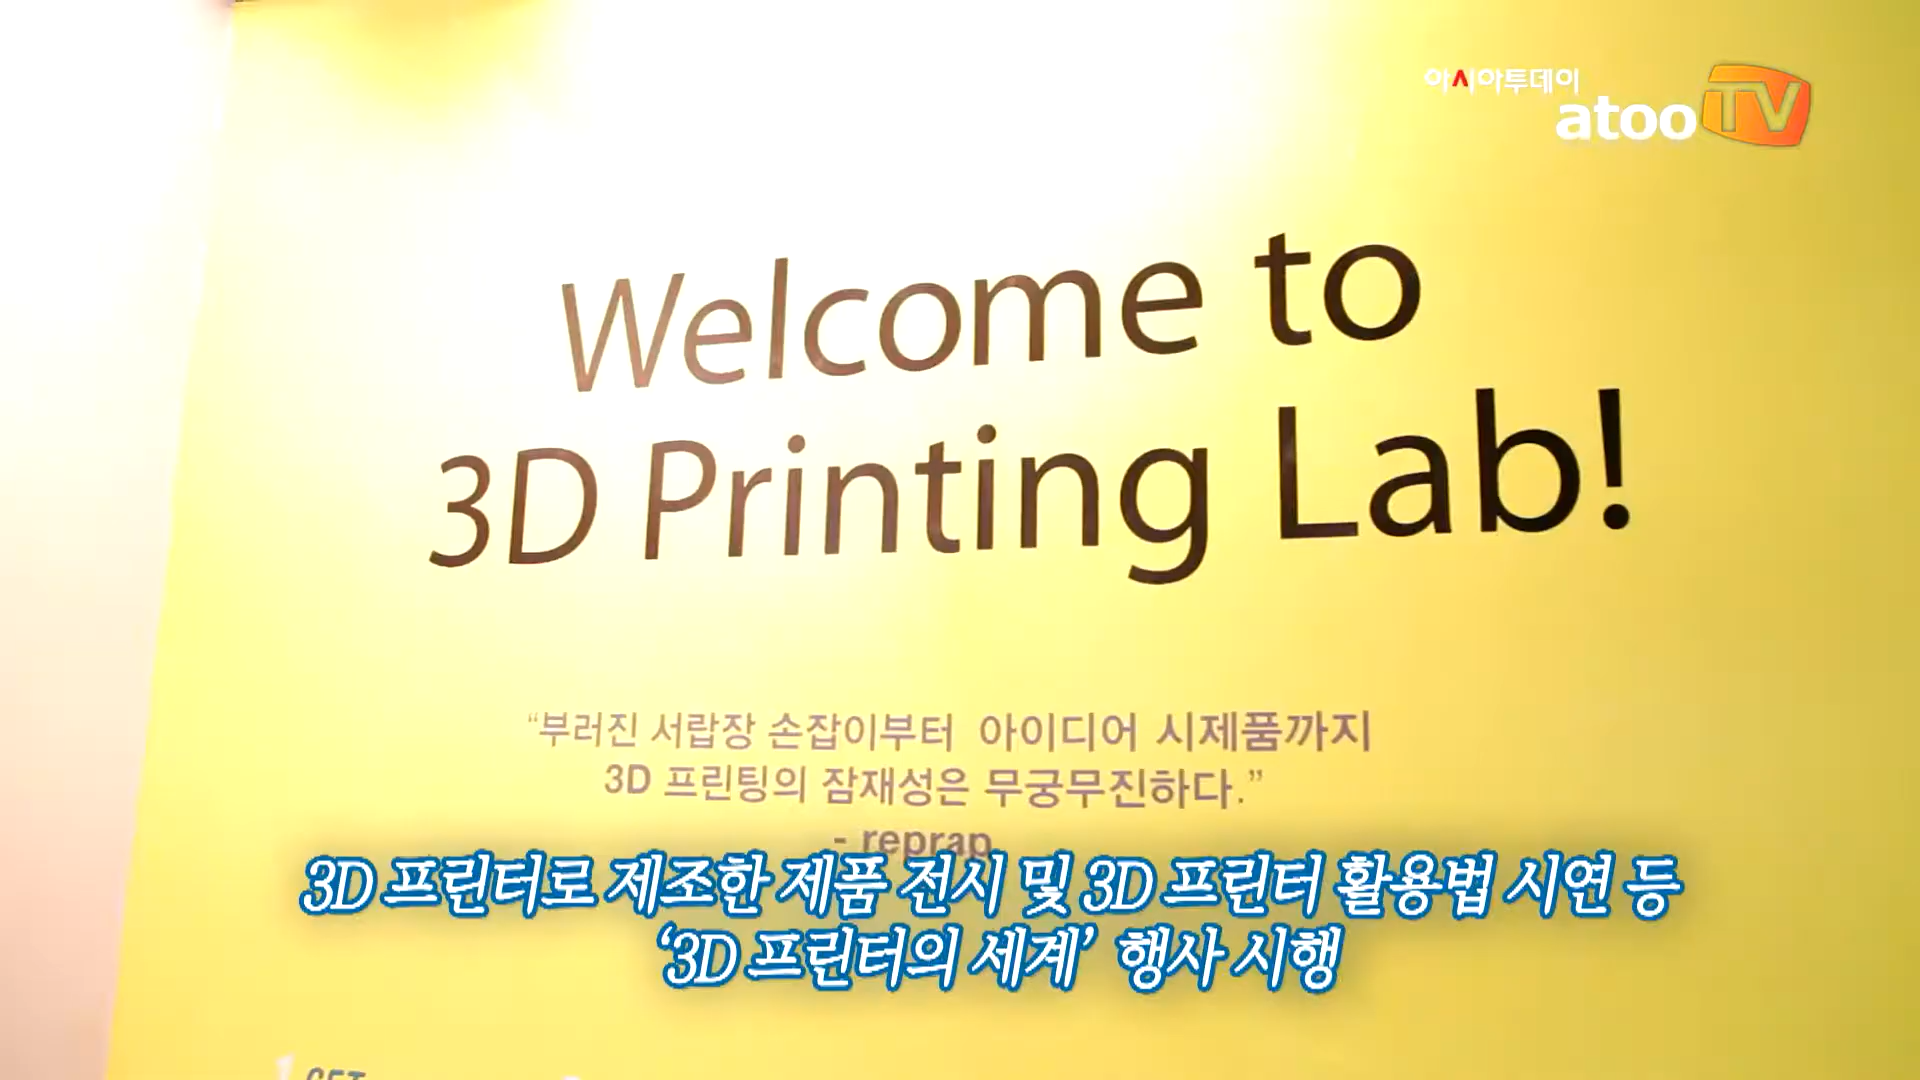 아시아투데이
atooTV
Welcome to
3D Printing Lab!
“부러진 서랍장 손잡이부터 아이디어 시제품까지
3D 프린팅의 잠재성은 무궁무진하다.”
- reprap
3D 프린터로 제조한 제품 전시 및 3D 프린터 활용법 시연 등
‘3D 프린터의 세계’ 행사 시행